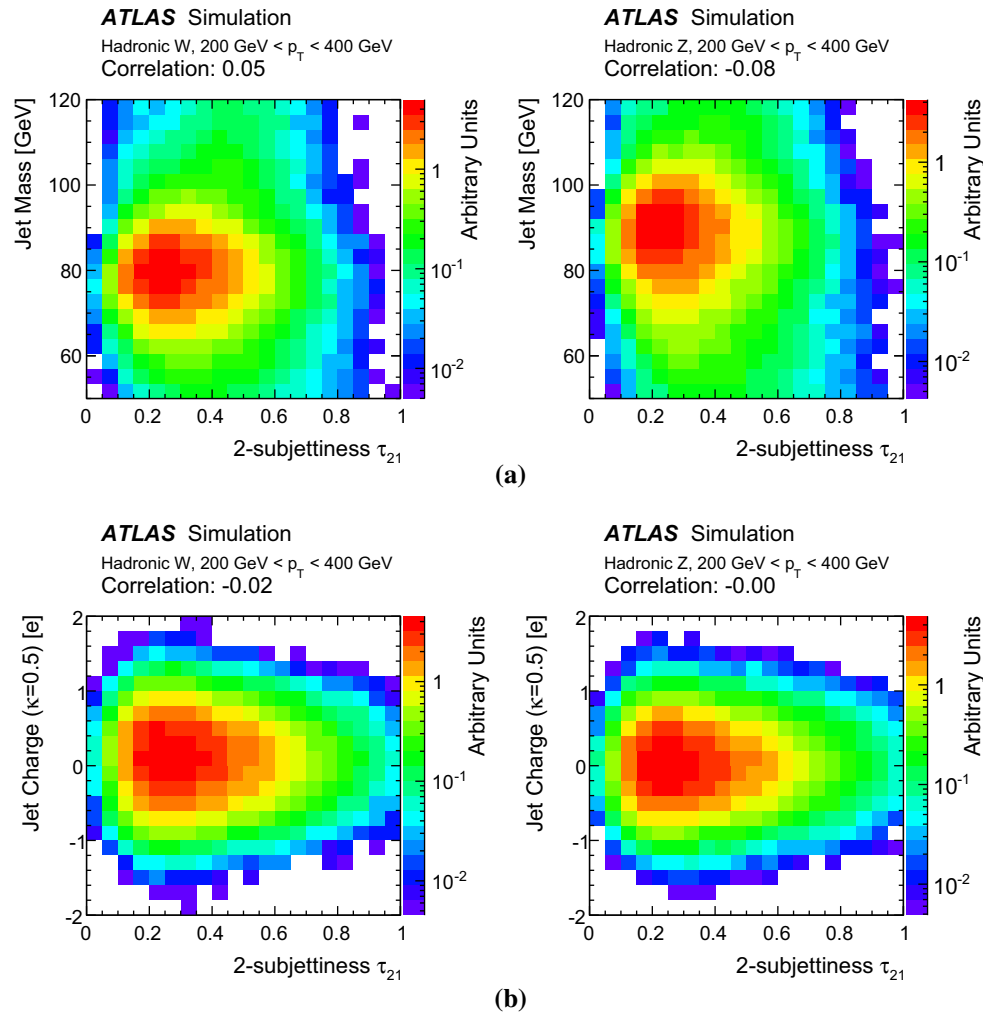 ATLAS Simulation
Hadronic W, 200 GeV < p_T < 400 GeV
Correlation: 0.05
Jet Mass [GeV]
120
100
80
60
0 0.2 0.4 0.6 0.8 1
2-subjettiness τ21
1
10^-1
10^-2
Arbitrary Units
ATLAS Simulation
Hadronic Z, 200 GeV < p_T < 400 GeV
Correlation: -0.08
Jet Mass [GeV]
120
100
80
60
0 0.2 0.4 0.6 0.8 1
2-subjettiness τ21
1
10^-1
10^-2
Arbitrary Units
(a)
ATLAS Simulation
Hadronic W, 200 GeV < p_T < 400 GeV
Correlation: -0.02
Jet Charge (κ=0.5) [e]
2
1
0
-1
-2
0 0.2 0.4 0.6 0.8 1
2-subjettiness τ21
1
10^-1
10^-2
Arbitrary Units
ATLAS Simulation
Hadronic Z, 200 GeV < p_T < 400 GeV
Correlation: -0.00
Jet Charge (κ=0.5) [e]
2
1
0
-1
-2
0 0.2 0.4 0.6 0.8 1
2-subjettiness τ21
1
10^-1
10^-2
Arbitrary Units
(b)